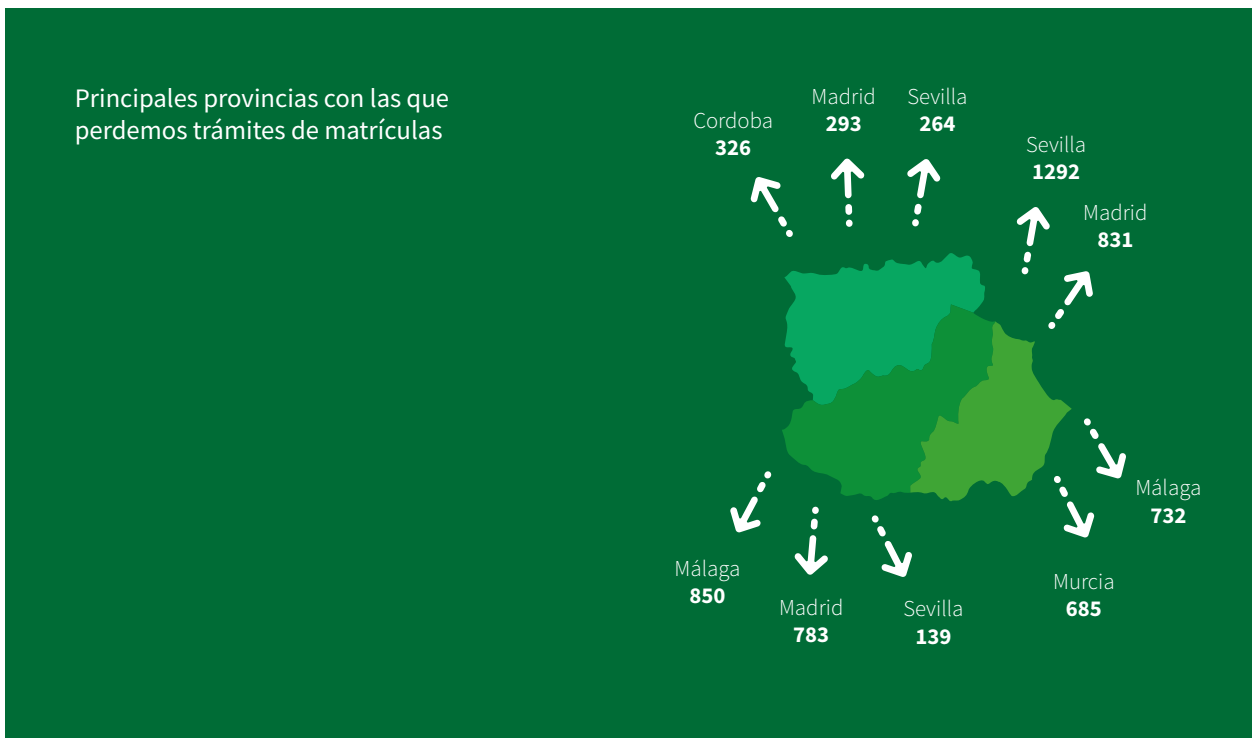 Principales provincias con las que
perdemos trámites de matrículas
Cordoba
326
Madrid
293
Sevilla
264
Sevilla
1292
Madrid
831
Málaga
732
Murcia
685
Málaga
850
Madrid
783
Sevilla
139